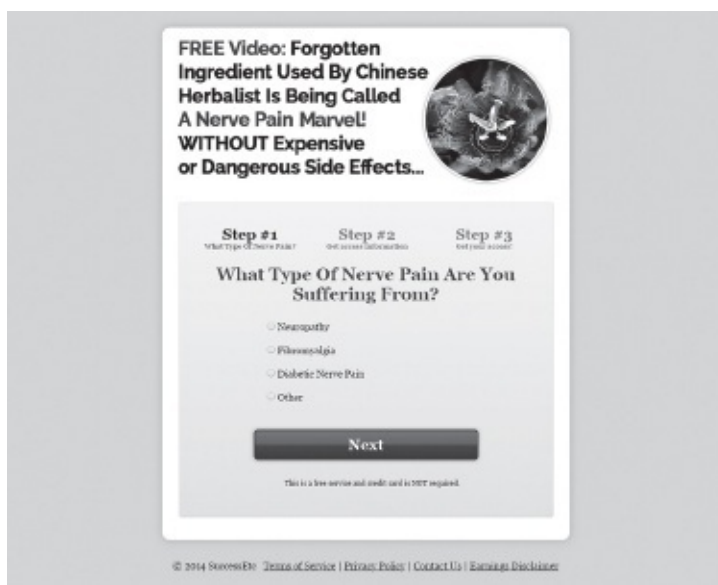 FREE Video: Forgotten
Ingredient Used By Chinese
Herbalist Is Being Called
A Nerve Pain Marvel!
WITHOUT Expensive
or Dangerous Side Effects...
Step #1
What Type Of Nerve Pain?
Step #2
Get access information
Step #3
Get your access!
What Type Of Nerve Pain Are You
Suffering From?
Neuropathy
Fibromyalgia
Diabetic Nerve Pain
Other
Next
This is a free service and credit card is NOT required.
© 2014 SuccessEtc Terms of Service | Privacy Policy | Contact Us | Earnings Disclaimer